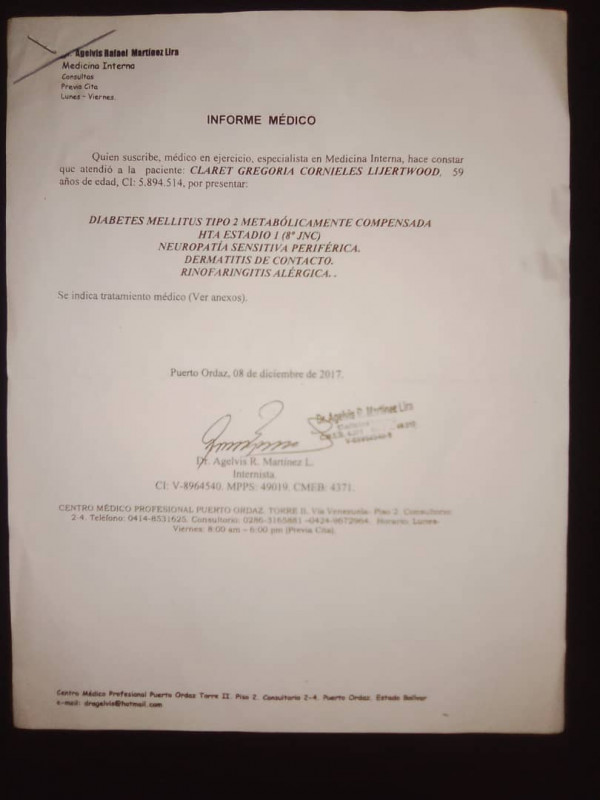 Agelvis Rafael Martínez Lira
Medicina Interna
Consultas
Previa Cita
Lunes - Viernes.
INFORME MÉDICO
Quien suscribe, médico en ejercicio, especialista en Medicina Interna, hace constar
que atendió a la paciente: CLARET GREGORIA CORNIELES LIJERTWOOD, 59
años de edad, CI: 5.894.514, por presentar:
DIABETES MELLITUS TIPO 2 METABÓLICAMENTE COMPENSADA
HTA ESTADIO 1 (8º JNC)
NEUROPATÍA SENSITIVA PERIFÉRICA.
DERMATITIS DE CONTACTO.
RINOFARINGITIS ALÉRGICA. .
Se indica tratamiento médico (Ver anexos).
Puerto Ordaz, 08 de diciembre de 2017.
Dr. Agelvis R. Martínez Lira
Dr. Agelvis R. Martínez L.
Internista.
CI: V-8964540. MPPS: 49019. CMEB: 4371.
CENTRO MÉDICO PROFESIONAL PUERTO ORDAZ. TORRE II. Vía Venezuela. Piso 2. Consultorio
2-4. Teléfono: 0414-8531625. Consultorio: 0286- -0424-9672964. Horario: Lunes-
Viernes: 8:00 am - 6:00 pm (Previa Cita).
Centro Médico Profesional Puerto Ordaz Torre II. Piso 2. Consultorio 2-4. Puerto Ordaz. Estado Bolívar
e-mail: dragelvis@hotmail.com